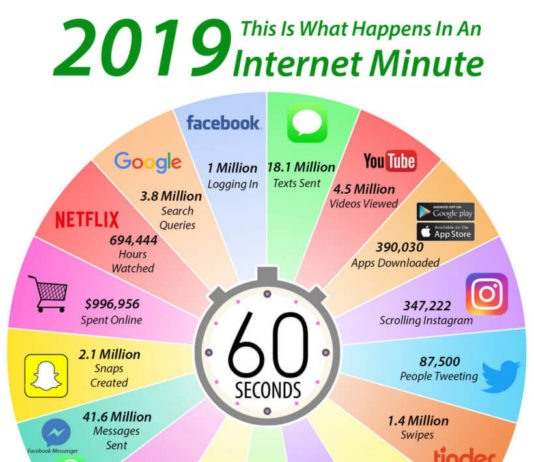 2019 This Is What Happens In An
Internet Minute
facebook
1 Million
Logging In
18.1 Million
Texts Sent
YouTube
4.5 Million
Videos Viewed
ANDROID APP ON
Google play
Available on the
App Store
390,030
Apps Downloaded
347,222
Scrolling Instagram
87,500
People Tweeting
1.4 Million
Swipes
tinder
Google
3.8 Million
Search
Queries
NETFLIX
694,444
Hours
Watched
$996,956
Spent Online
2.1 Million
Snaps
Created
41.6 Million
Messages
Sent
Facebook Messenger
60
SECONDS